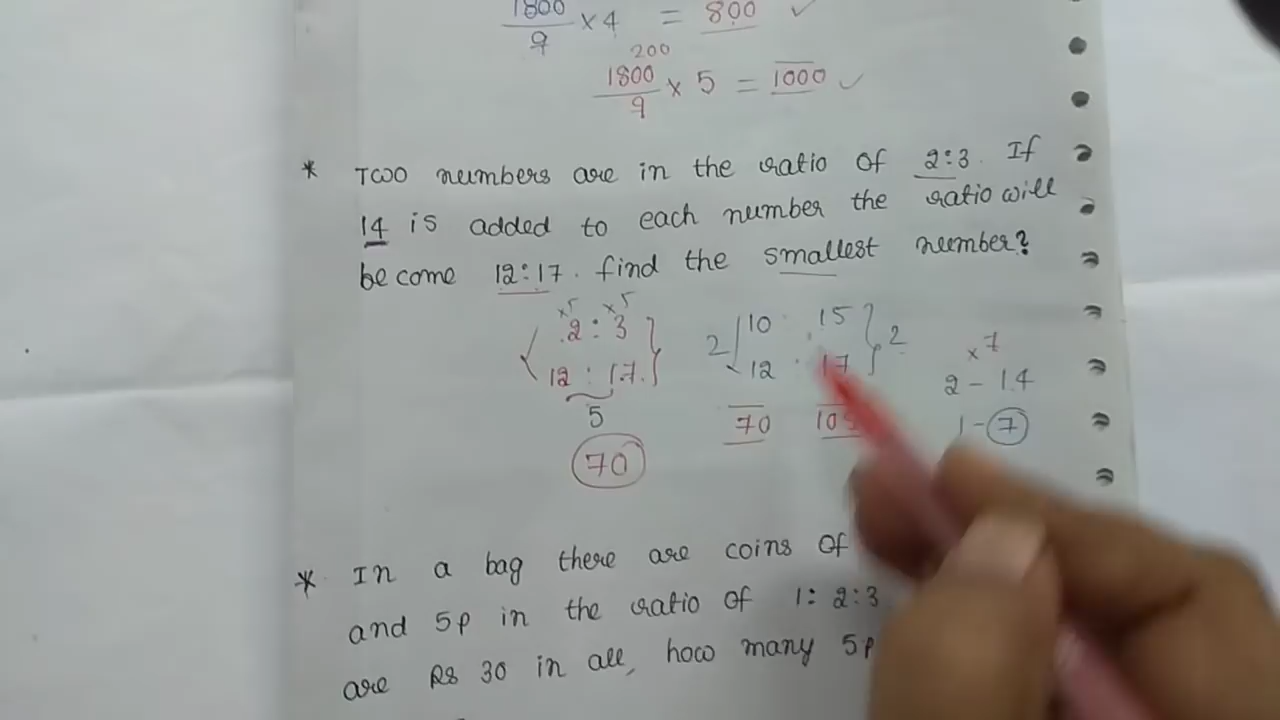 1800/9 × 4 = 800 ✓
200
1800/9 × 5 = 1000 ✓
* Two numbers are in the ratio of 2:3. If
14 is added to each number the ratio will
become 12:17. find the smallest number?
×5 ×5
2 : 3
12 : 17
5
70
2 10 : 15 2
12 : 17
70
×7
2 - 14
1 - 7
* In a bag there are coins of
and 5p in the ratio of 1: 2:3
are Rs 30 in all, how many 5p